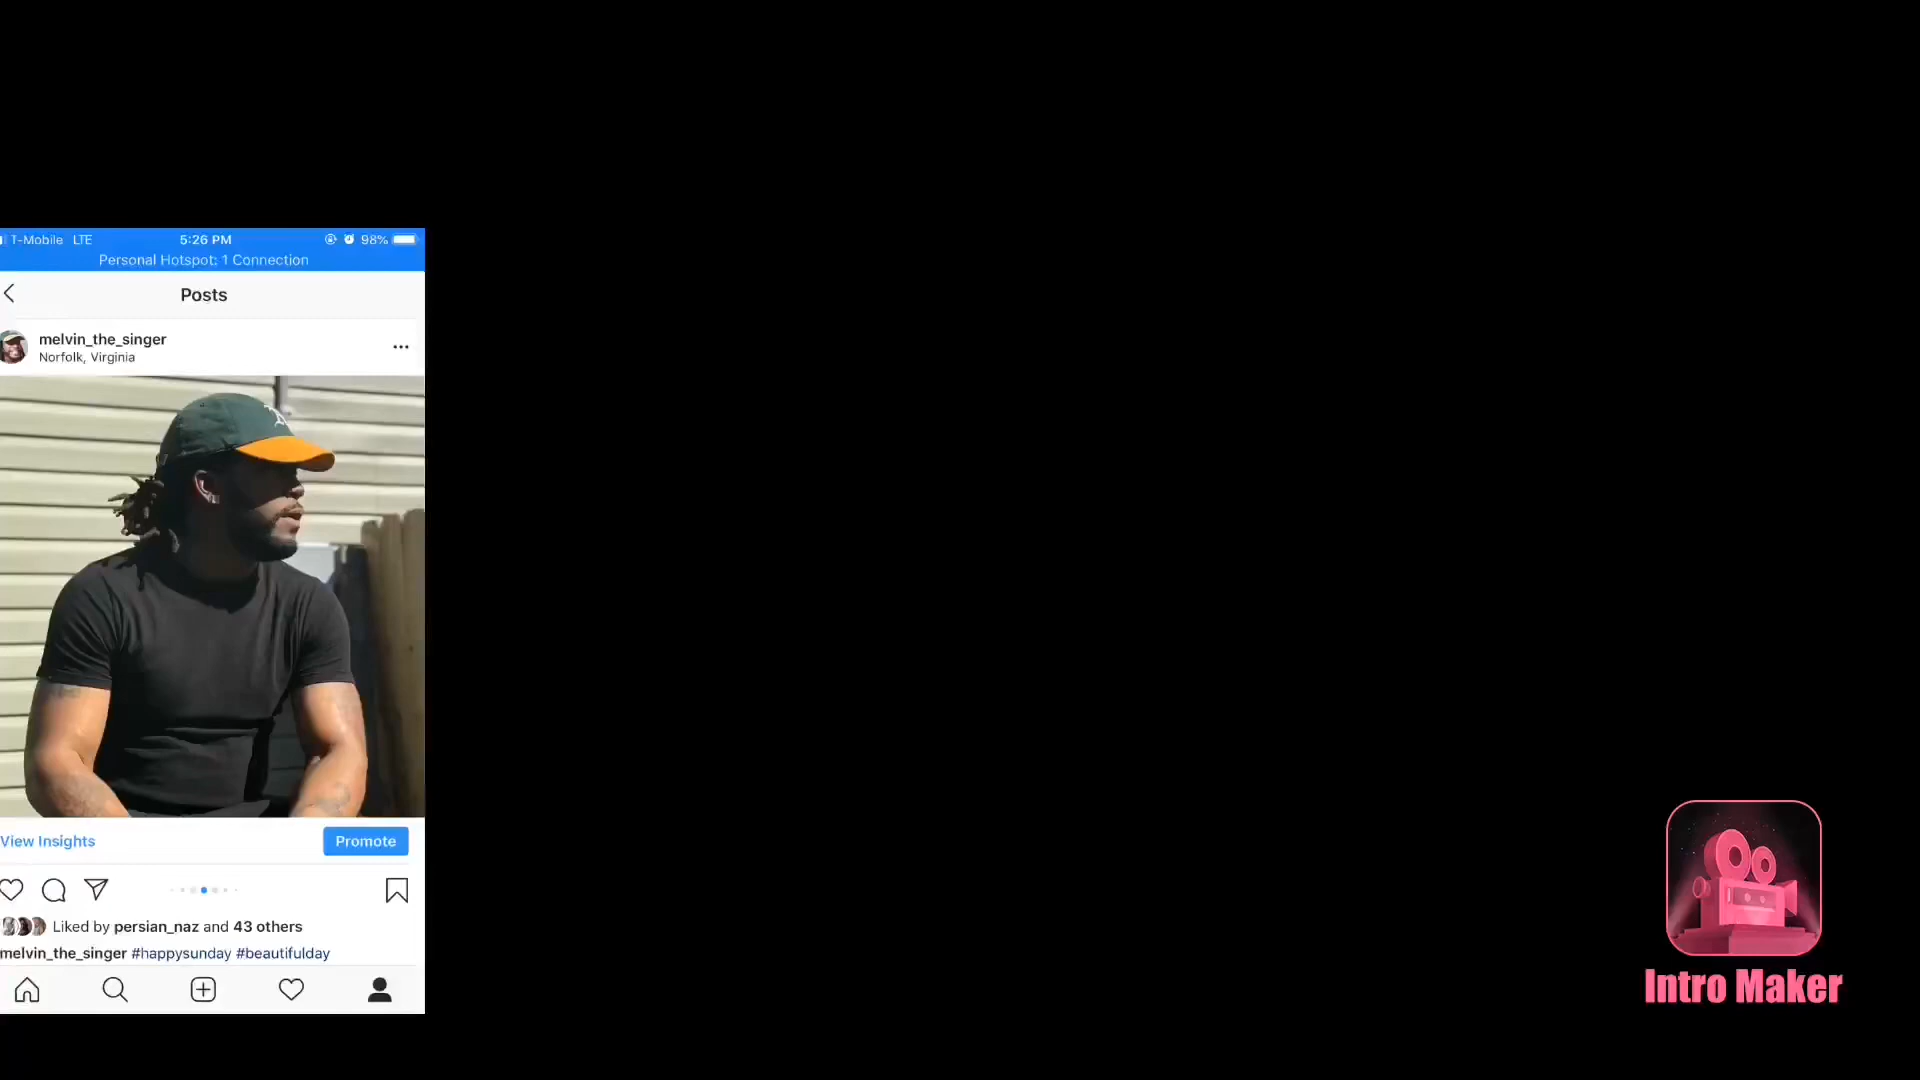 T-Mobile LTE 5:26 PM 98%
Personal Hotspot: 1 Connection
Posts
melvin_the_singer
Norfolk, Virginia
View Insights Promote
Liked by persian_naz and 43 others
melvin_the_singer #happysunday #beautifulday
Intro Maker